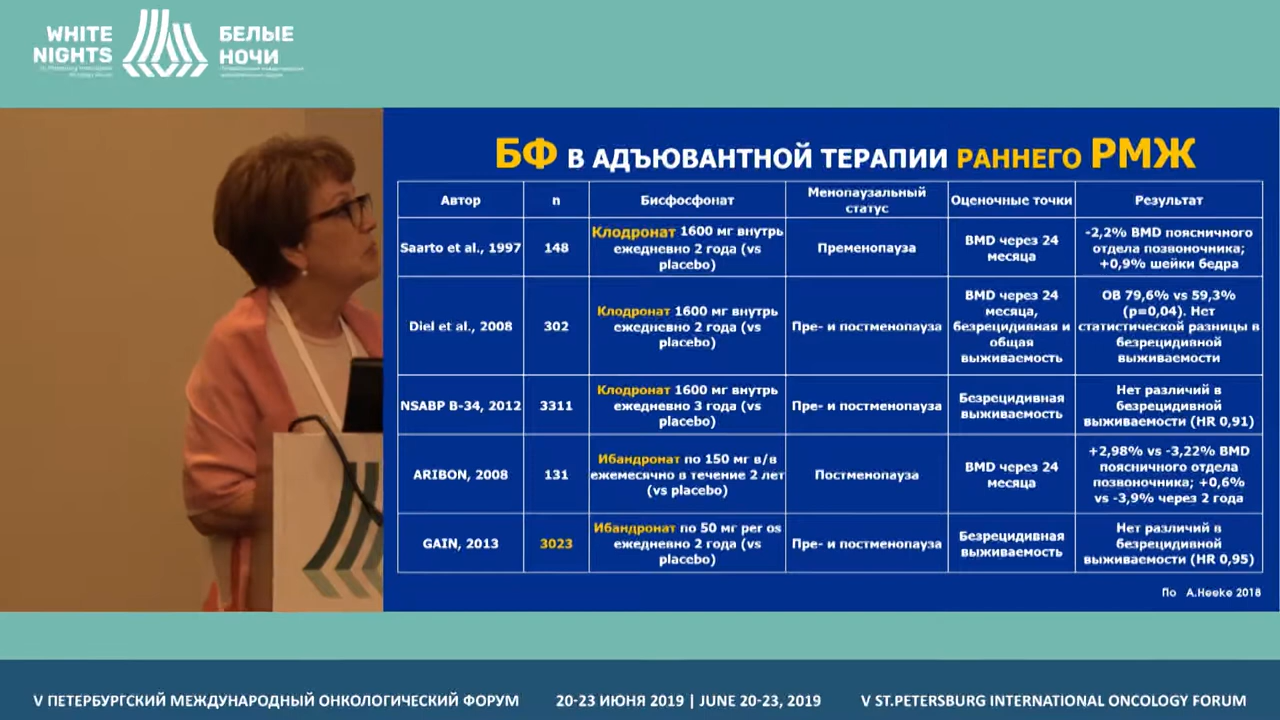 WHITE
NIGHTS
БЕЛЫЕ
НОЧИ
БФ В АДЪЮВАНТНОЙ ТЕРАПИИ РАННЕГО РМЖ
Автор
n
Бисфосфонат
Менопаузальный
статус
Оценочные точки
Результат
Saarto et al., 1997
148
Клодронат 1600 мг внутрь
ежедневно 2 года (vs
placebo)
Пременопауза
BMD через 24
месяца
-2,2% BMD поясничного
отдела позвоночника;
+0,9% шейки бедра
Diel et al., 2008
302
Клодронат 1600 мг внутрь
ежедневно 2 года (vs
placebo)
Пре- и постменопауза
BMD через 24
месяца,
безрецидивная и
общая
выживаемость
ОВ 79,6% vs 59,3%
(p=0,04). Нет
статистической разницы в
безрецидивной
выживаемости
NSABP B-34, 2012
3311
Клодронат 1600 мг внутрь
ежедневно 3 года (vs
placebo)
Пре- и постменопауза
Безрецидивная
выживаемость
Нет различий в
безрецидивной
выживаемости (HR 0,91)
ARIBON, 2008
131
Ибандронат по 150 мг в/в
ежемесячно в течение 2 лет
(vs placebo)
Постменопауза
BMD через 24
месяца
+2,98% vs -3,22% BMD
поясничного отдела
позвоночника; +0,6%
vs -3,9% через 2 года
GAIN, 2013
3023
Ибандронат по 50 мг per os
ежедневно 2 года (vs
placebo)
Пре- и постменопауза
Безрецидивная
выживаемость
Нет различий в
безрецидивной
выживаемости (HR 0,95)
По A.Heeke 2018
V ПЕТЕРБУРГСКИЙ МЕЖДУНАРОДНЫЙ ОНКОЛОГИЧЕСКИЙ ФОРУМ
20-23 ИЮНЯ 2019 | JUNE 20-23, 2019
V ST.PETERSBURG INTERNATIONAL ONCOLOGY FORUM